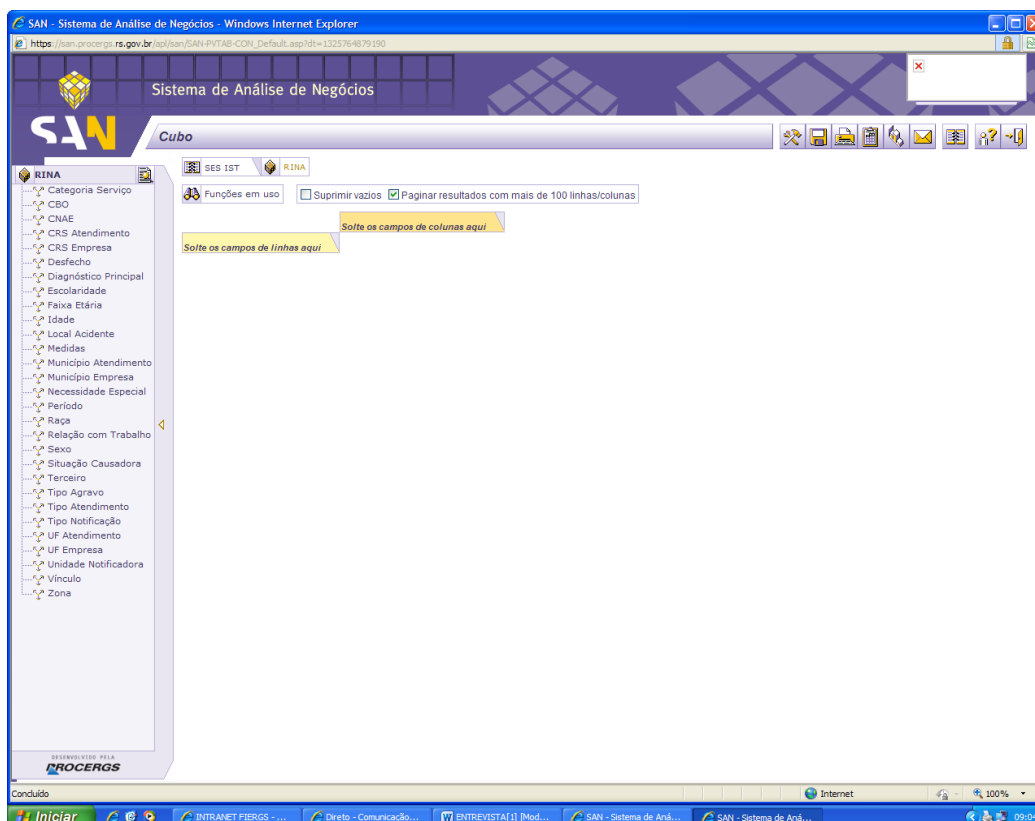 SAN - Sistema de Análise de Negócios - Windows Internet Explorer
https://san.procergs.rs.gov.br/apl/san/SAN-PVTAB-CON_Default.asp?dt=1325764879190
Sistema de Análise de Negócios
SAN
Cubo
RINA
SES IST
RINA
Funções em uso
Suprimir vazios
Paginar resultados com mais de 100 linhas/colunas
Solte os campos de colunas aqui
Solte os campos de linhas aqui
Categoria Serviço
CBO
CNAE
CRS Atendimento
CRS Empresa
Desfecho
Diagnóstico Principal
Escolaridade
Faixa Etária
Idade
Local Acidente
Medidas
Município Atendimento
Município Empresa
Necessidade Especial
Período
Raça
Relação com Trabalho
Sexo
Situação Causadora
Terceiro
Tipo Agravo
Tipo Atendimento
Tipo Notificação
UF Atendimento
UF Empresa
Unidade Notificadora
Vínculo
Zona
DESENVOLVIDO PELA
PROCERGS
Concluído
Internet
100%
Iniciar
INTRANET FIERGS - ...
Direto - Comunicação...
ENTREVISTA[1] [Mod...
SAN - Sistema de Aná...
SAN - Sistema de Aná...